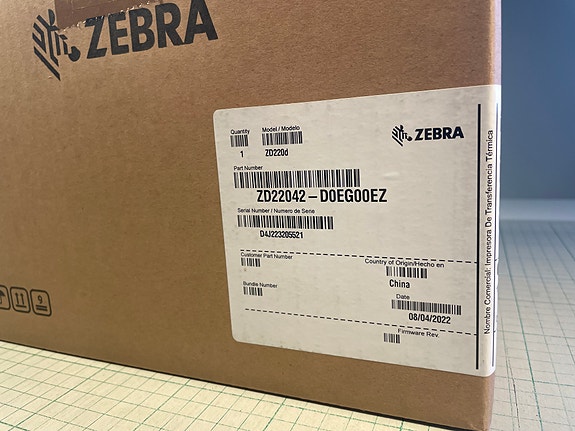 ZEBRA
ZEBRA
Quantity
1
Model / Modelo
ZD220d
Part Number
ZD22042-D0EG00EZ
Serial Number / Numero de Serie
D4J223205521
Customer Part Number
Country of Origin/Hecho en
China
Bundle Number
Date
08/04/2022
Firmware Rev.
Nombre Comercial: Impresora De Transferencia Térmica